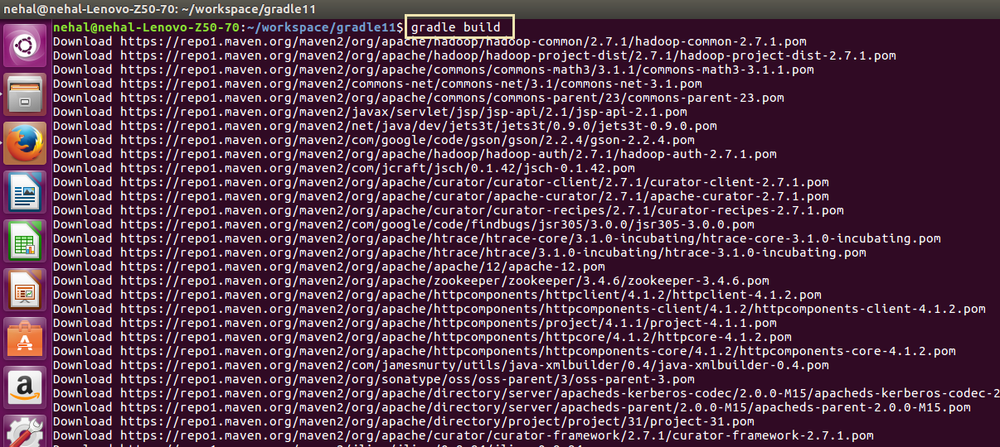 nehal@nehal-Lenovo-Z50-70: ~/workspace/gradle11
nehal@nehal-Lenovo-Z50-70:~/workspace/gradle11$ gradle build
Download https://repo1.maven.org/maven2/org/apache/hadoop/hadoop-common/2.7.1/hadoop-common-2.7.1.pom
Download https://repo1.maven.org/maven2/org/apache/hadoop/hadoop-project-dist/2.7.1/hadoop-project-dist-2.7.1.pom
Download https://repo1.maven.org/maven2/org/apache/commons/commons-math3/3.1.1/commons-math3-3.1.1.pom
Download https://repo1.maven.org/maven2/commons-net/commons-net/3.1/commons-net-3.1.pom
Download https://repo1.maven.org/maven2/org/apache/commons/commons-parent/23/commons-parent-23.pom
Download https://repo1.maven.org/maven2/javax/servlet/jsp/jsp-api/2.1/jsp-api-2.1.pom
Download https://repo1.maven.org/maven2/net/java/dev/jets3t/jets3t/0.9.0/jets3t-0.9.0.pom
Download https://repo1.maven.org/maven2/com/google/code/gson/gson/2.2.4/gson-2.2.4.pom
Download https://repo1.maven.org/maven2/org/apache/hadoop/hadoop-auth/2.7.1/hadoop-auth-2.7.1.pom
Download https://repo1.maven.org/maven2/com/jcraft/jsch/0.1.42/jsch-0.1.42.pom
Download https://repo1.maven.org/maven2/org/apache/curator/curator-client/2.7.1/curator-client-2.7.1.pom
Download https://repo1.maven.org/maven2/org/apache/curator/apache-curator/2.7.1/apache-curator-2.7.1.pom
Download https://repo1.maven.org/maven2/org/apache/curator/curator-recipes/2.7.1/curator-recipes-2.7.1.pom
Download https://repo1.maven.org/maven2/com/google/code/findbugs/jsr305/3.0.0/jsr305-3.0.0.pom
Download https://repo1.maven.org/maven2/org/apache/htrace/htrace-core/3.1.0-incubating/htrace-core-3.1.0-incubating.pom
Download https://repo1.maven.org/maven2/org/apache/htrace/3.1.0-incubating/htrace-3.1.0-incubating.pom
Download https://repo1.maven.org/maven2/org/apache/apache/12/apache-12.pom
Download https://repo1.maven.org/maven2/org/apache/zookeeper/zookeeper/3.4.6/zookeeper-3.4.6.pom
Download https://repo1.maven.org/maven2/org/apache/httpcomponents/httpclient/4.1.2/httpclient-4.1.2.pom
Download https://repo1.maven.org/maven2/org/apache/httpcomponents/httpcomponents-client/4.1.2/httpcomponents-client-4.1.2.pom
Download https://repo1.maven.org/maven2/org/apache/httpcomponents/project/4.1.1/project-4.1.1.pom
Download https://repo1.maven.org/maven2/org/apache/httpcomponents/httpcore/4.1.2/httpcore-4.1.2.pom
Download https://repo1.maven.org/maven2/org/apache/httpcomponents/httpcomponents-core/4.1.2/httpcomponents-core-4.1.2.pom
Download https://repo1.maven.org/maven2/com/jamesmurty/utils/java-xmlbuilder/0.4/java-xmlbuilder-0.4.pom
Download https://repo1.maven.org/maven2/org/sonatype/oss/oss-parent/3/oss-parent-3.pom
Download https://repo1.maven.org/maven2/org/apache/directory/server/apacheds-kerberos-codec/2.0.0-M15/apacheds-kerberos-codec-2
Download https://repo1.maven.org/maven2/org/apache/directory/server/apacheds-parent/2.0.0-M15/apacheds-parent-2.0.0-M15.pom
Download https://repo1.maven.org/maven2/org/apache/directory/project/project/31/project-31.pom
Download https://repo1.maven.org/maven2/org/apache/curator/curator-framework/2.7.1/curator-framework-2.7.1.pom